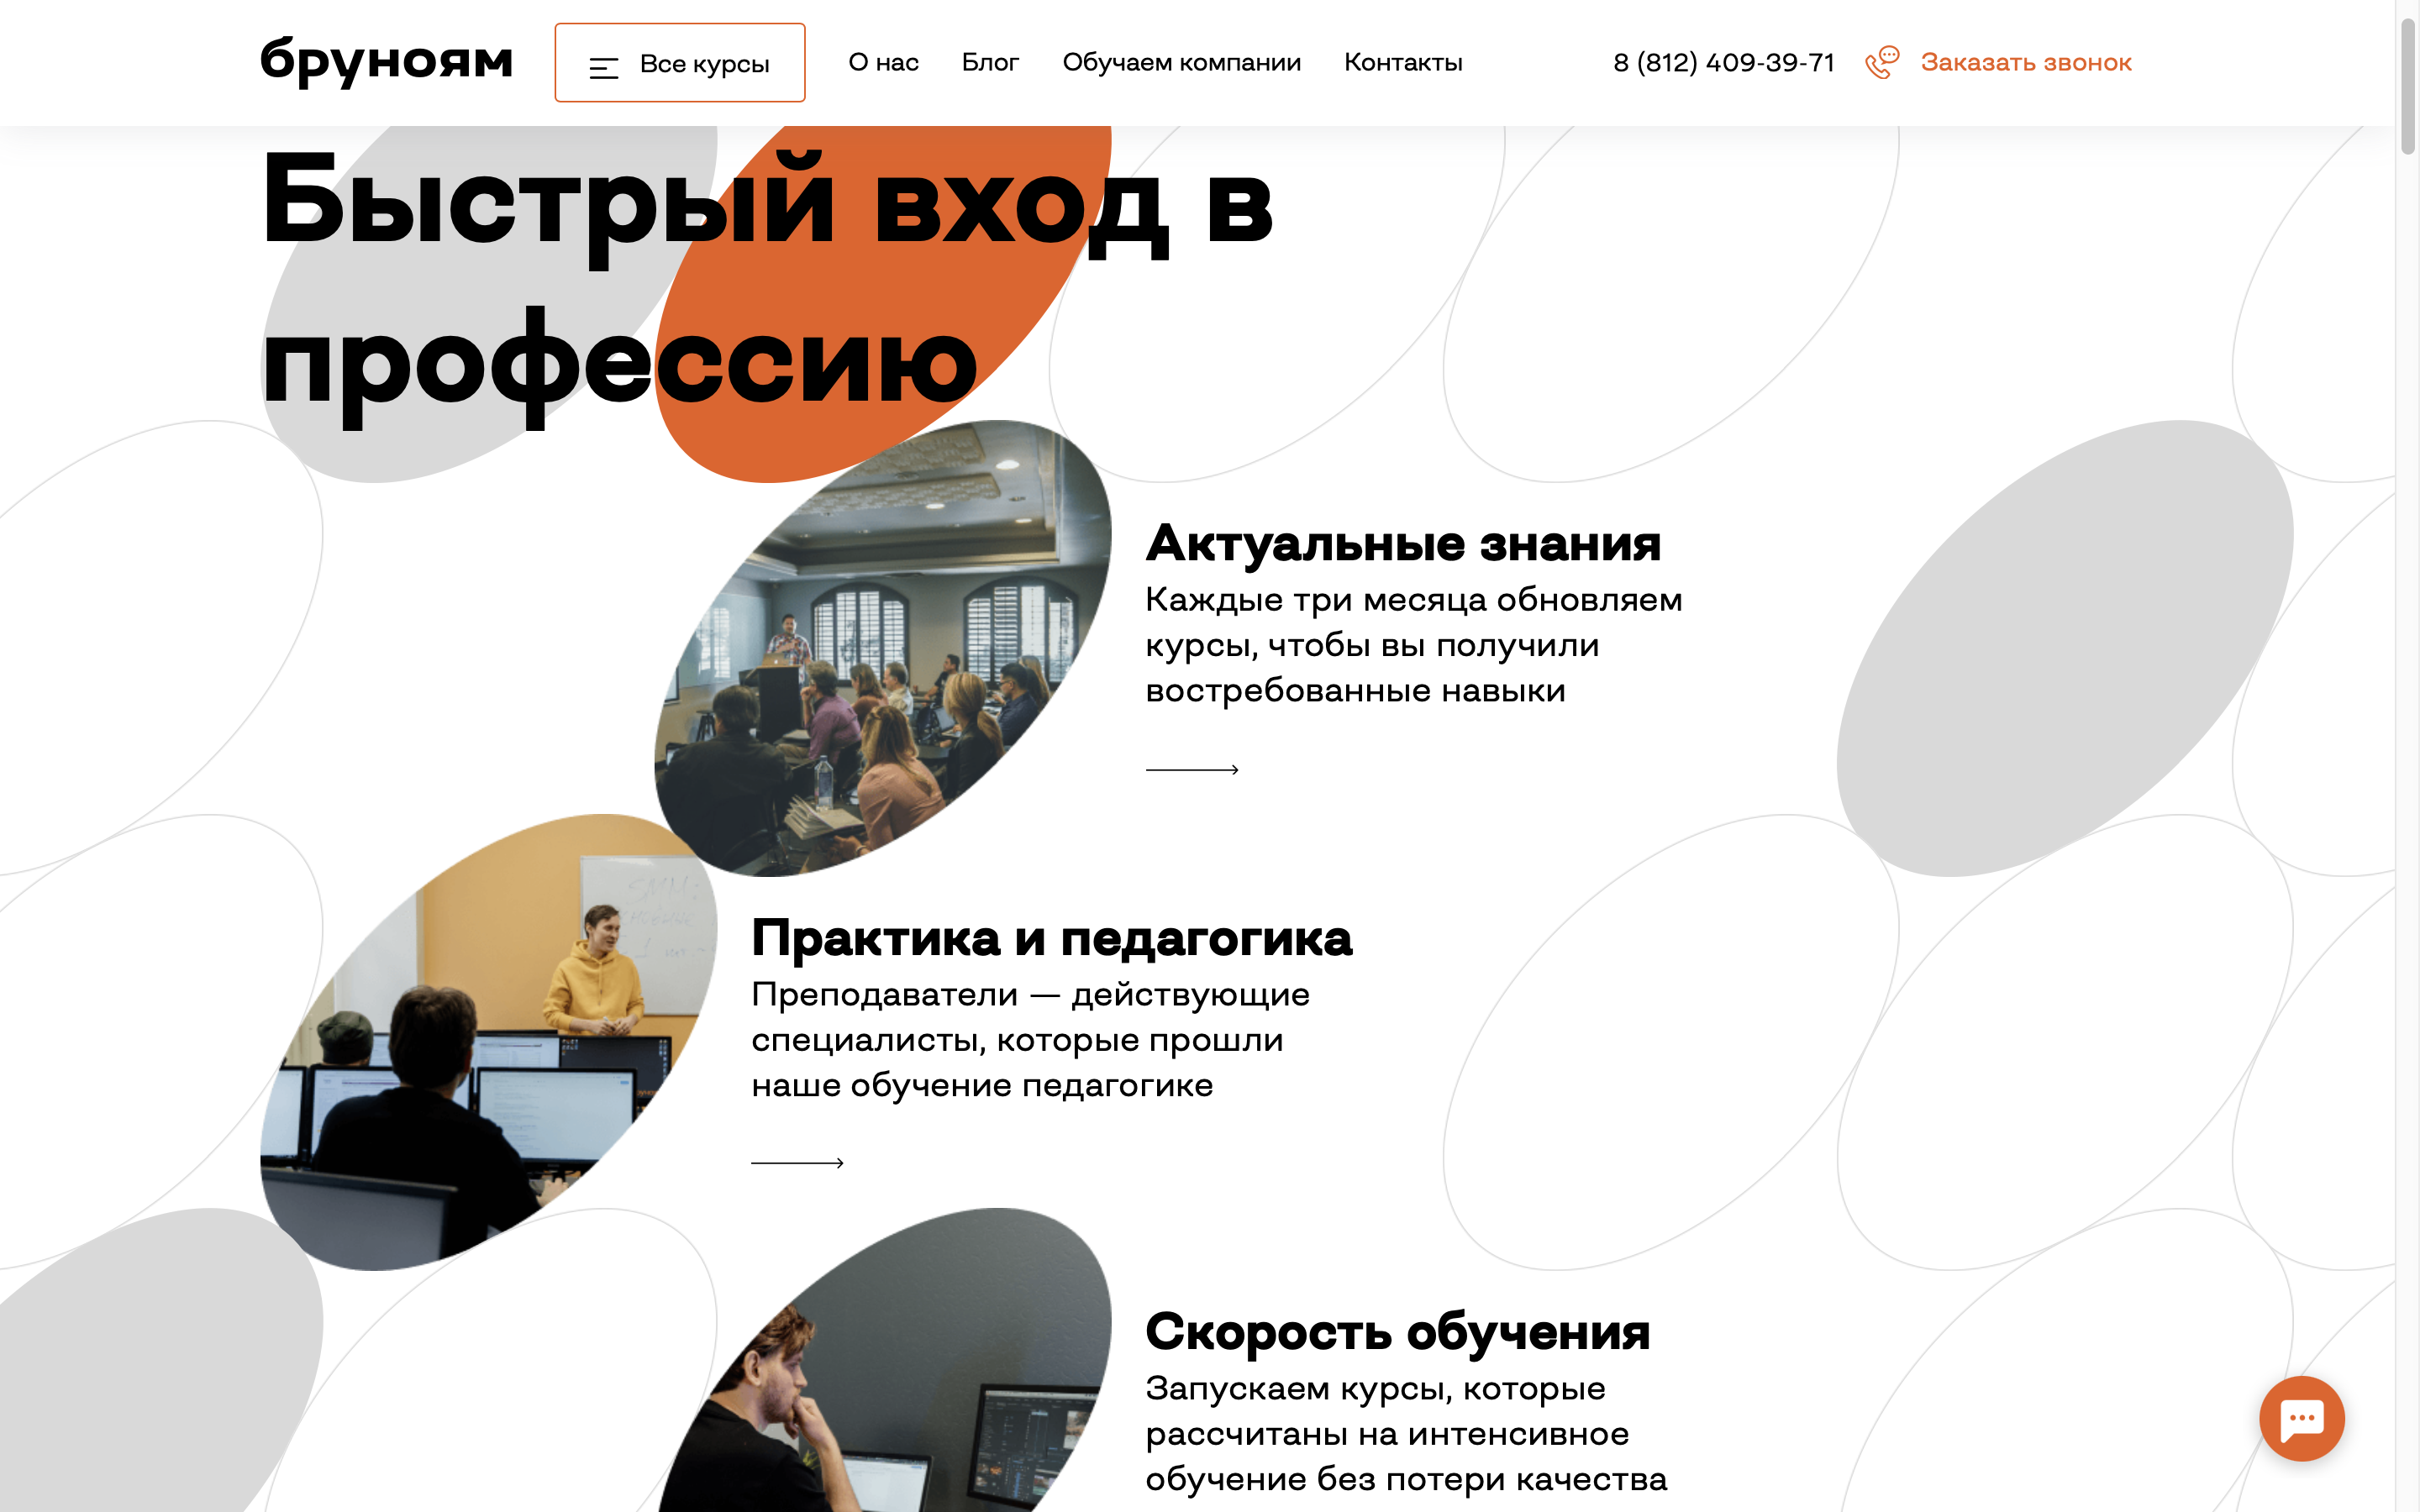 бруноям
Все курсы
О нас
Блог
Обучаем компании
Контакты
8 (812) 409-39-71
Заказать звонок
Быстрый вход в
профессию
Актуальные знания
Каждые три месяца обновляем
курсы, чтобы вы получили
востребованные навыки
Практика и педагогика
Преподаватели — действующие
специалисты, которые прошли
наше обучение педагогике
Скорость обучения
Запускаем курсы, которые
рассчитаны на интенсивное
обучение без потери качества